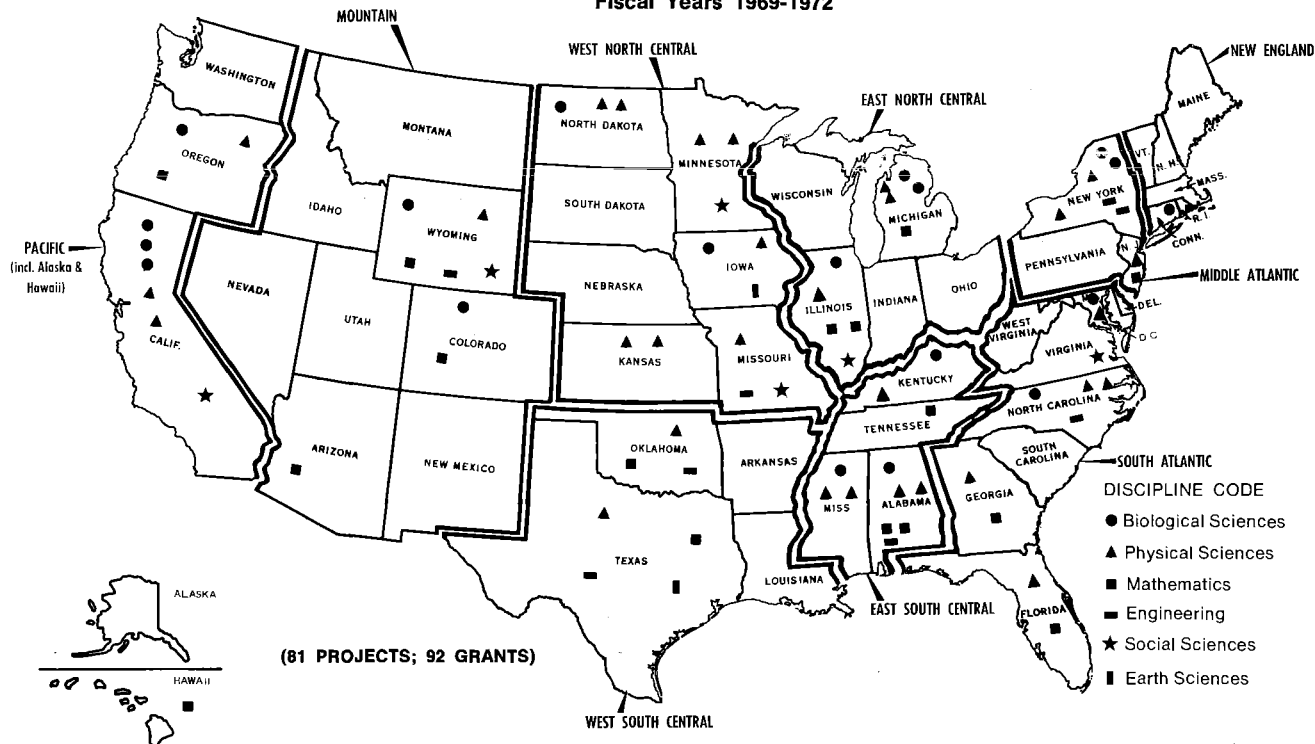 Fiscal Years 1969-1972
MOUNTAIN
WEST NORTH CENTRAL
NEW ENGLAND
EAST NORTH CENTRAL
WASHINGTON
MONTANA
NORTH DAKOTA
MINNESOTA
MAINE
VT.
N. H.
OREGON
IDAHO
SOUTH DAKOTA
WISCONSIN
MICHIGAN
NEW YORK
MASS.
R. I.
CONN.
PACIFIC
(incl. Alaska &
Hawaii)
WYOMING
IOWA
PENNSYLVANIA
N. J.
MIDDLE ATLANTIC
NEVADA
UTAH
COLORADO
NEBRASKA
ILLINOIS
INDIANA
OHIO
WEST
VIRGINIA
VIRGINIA
DEL.
D C
CALIF.
KANSAS
MISSOURI
KENTUCKY
NORTH CAROLINA
TENNESSEE
ARIZONA
NEW MEXICO
OKLAHOMA
ARKANSAS
SOUTH
CAROLINA
SOUTH ATLANTIC
MISS
ALABAMA
GEORGIA
TEXAS
LOUISIANA
EAST SOUTH CENTRAL
FLORIDA
DISCIPLINE CODE
Biological Sciences
Physical Sciences
Mathematics
Engineering
Social Sciences
Earth Sciences
ALASKA
HAWAII
(81 PROJECTS; 92 GRANTS)
WEST SOUTH CENTRAL